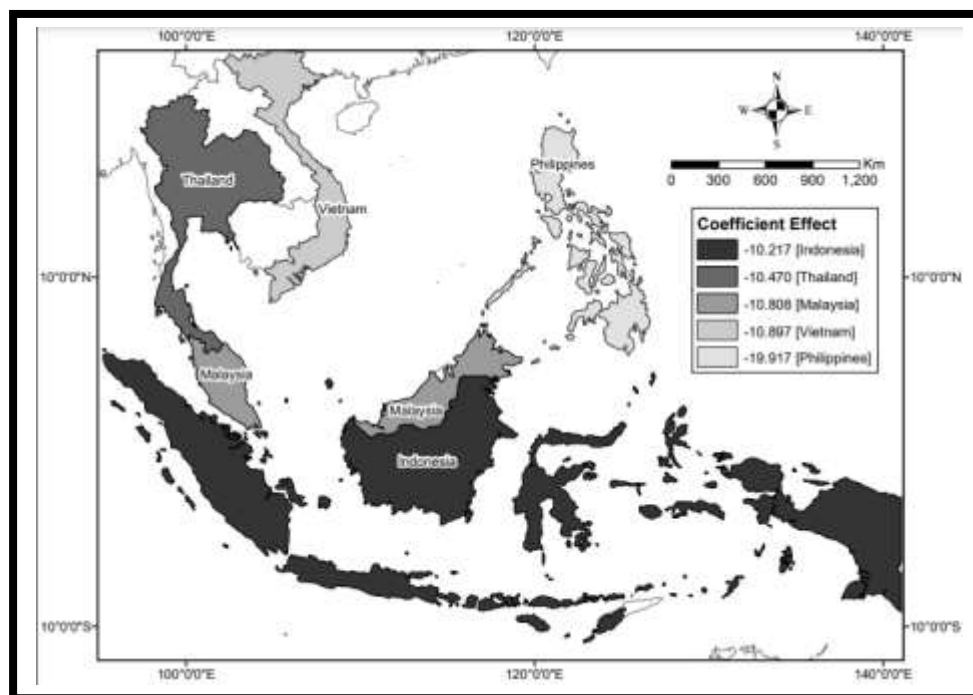 100°0'0"E 120°0'0"E 140°0'0"E
N
W E
S
Km
0 300 600 900 1,200
Philippines
Thailand
Vietnam
Coefficient Effect
-10.217 [Indonesia]
-10.470 [Thailand]
-10.808 [Malaysia]
-10.897 [Vietnam]
-19.917 [Philippines]
10°0'0"N 10°0'0"N
Malaysia
Malaysia
Indonesia
10°0'0"S 10°0'0"S
100°0'0"E 120°0'0"E 140°0'0"E